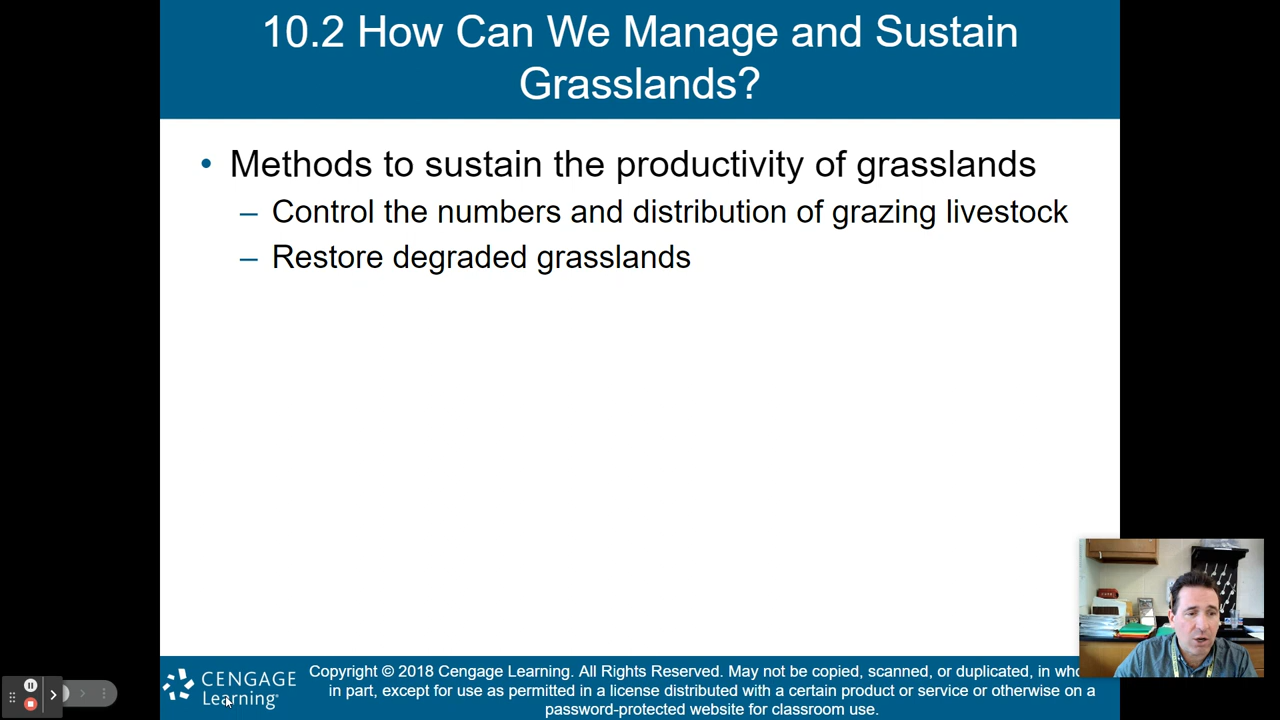 10.2 How Can We Manage and Sustain
Grasslands?
• Methods to sustain the productivity of grasslands
– Control the numbers and distribution of grazing livestock
– Restore degraded grasslands
CENGAGE
Learning®
Copyright © 2018 Cengage Learning. All Rights Reserved. May not be copied, scanned, or duplicated, in who
in part, except for use as permitted in a license distributed with a certain product or service or otherwise on a
password-protected website for classroom use.